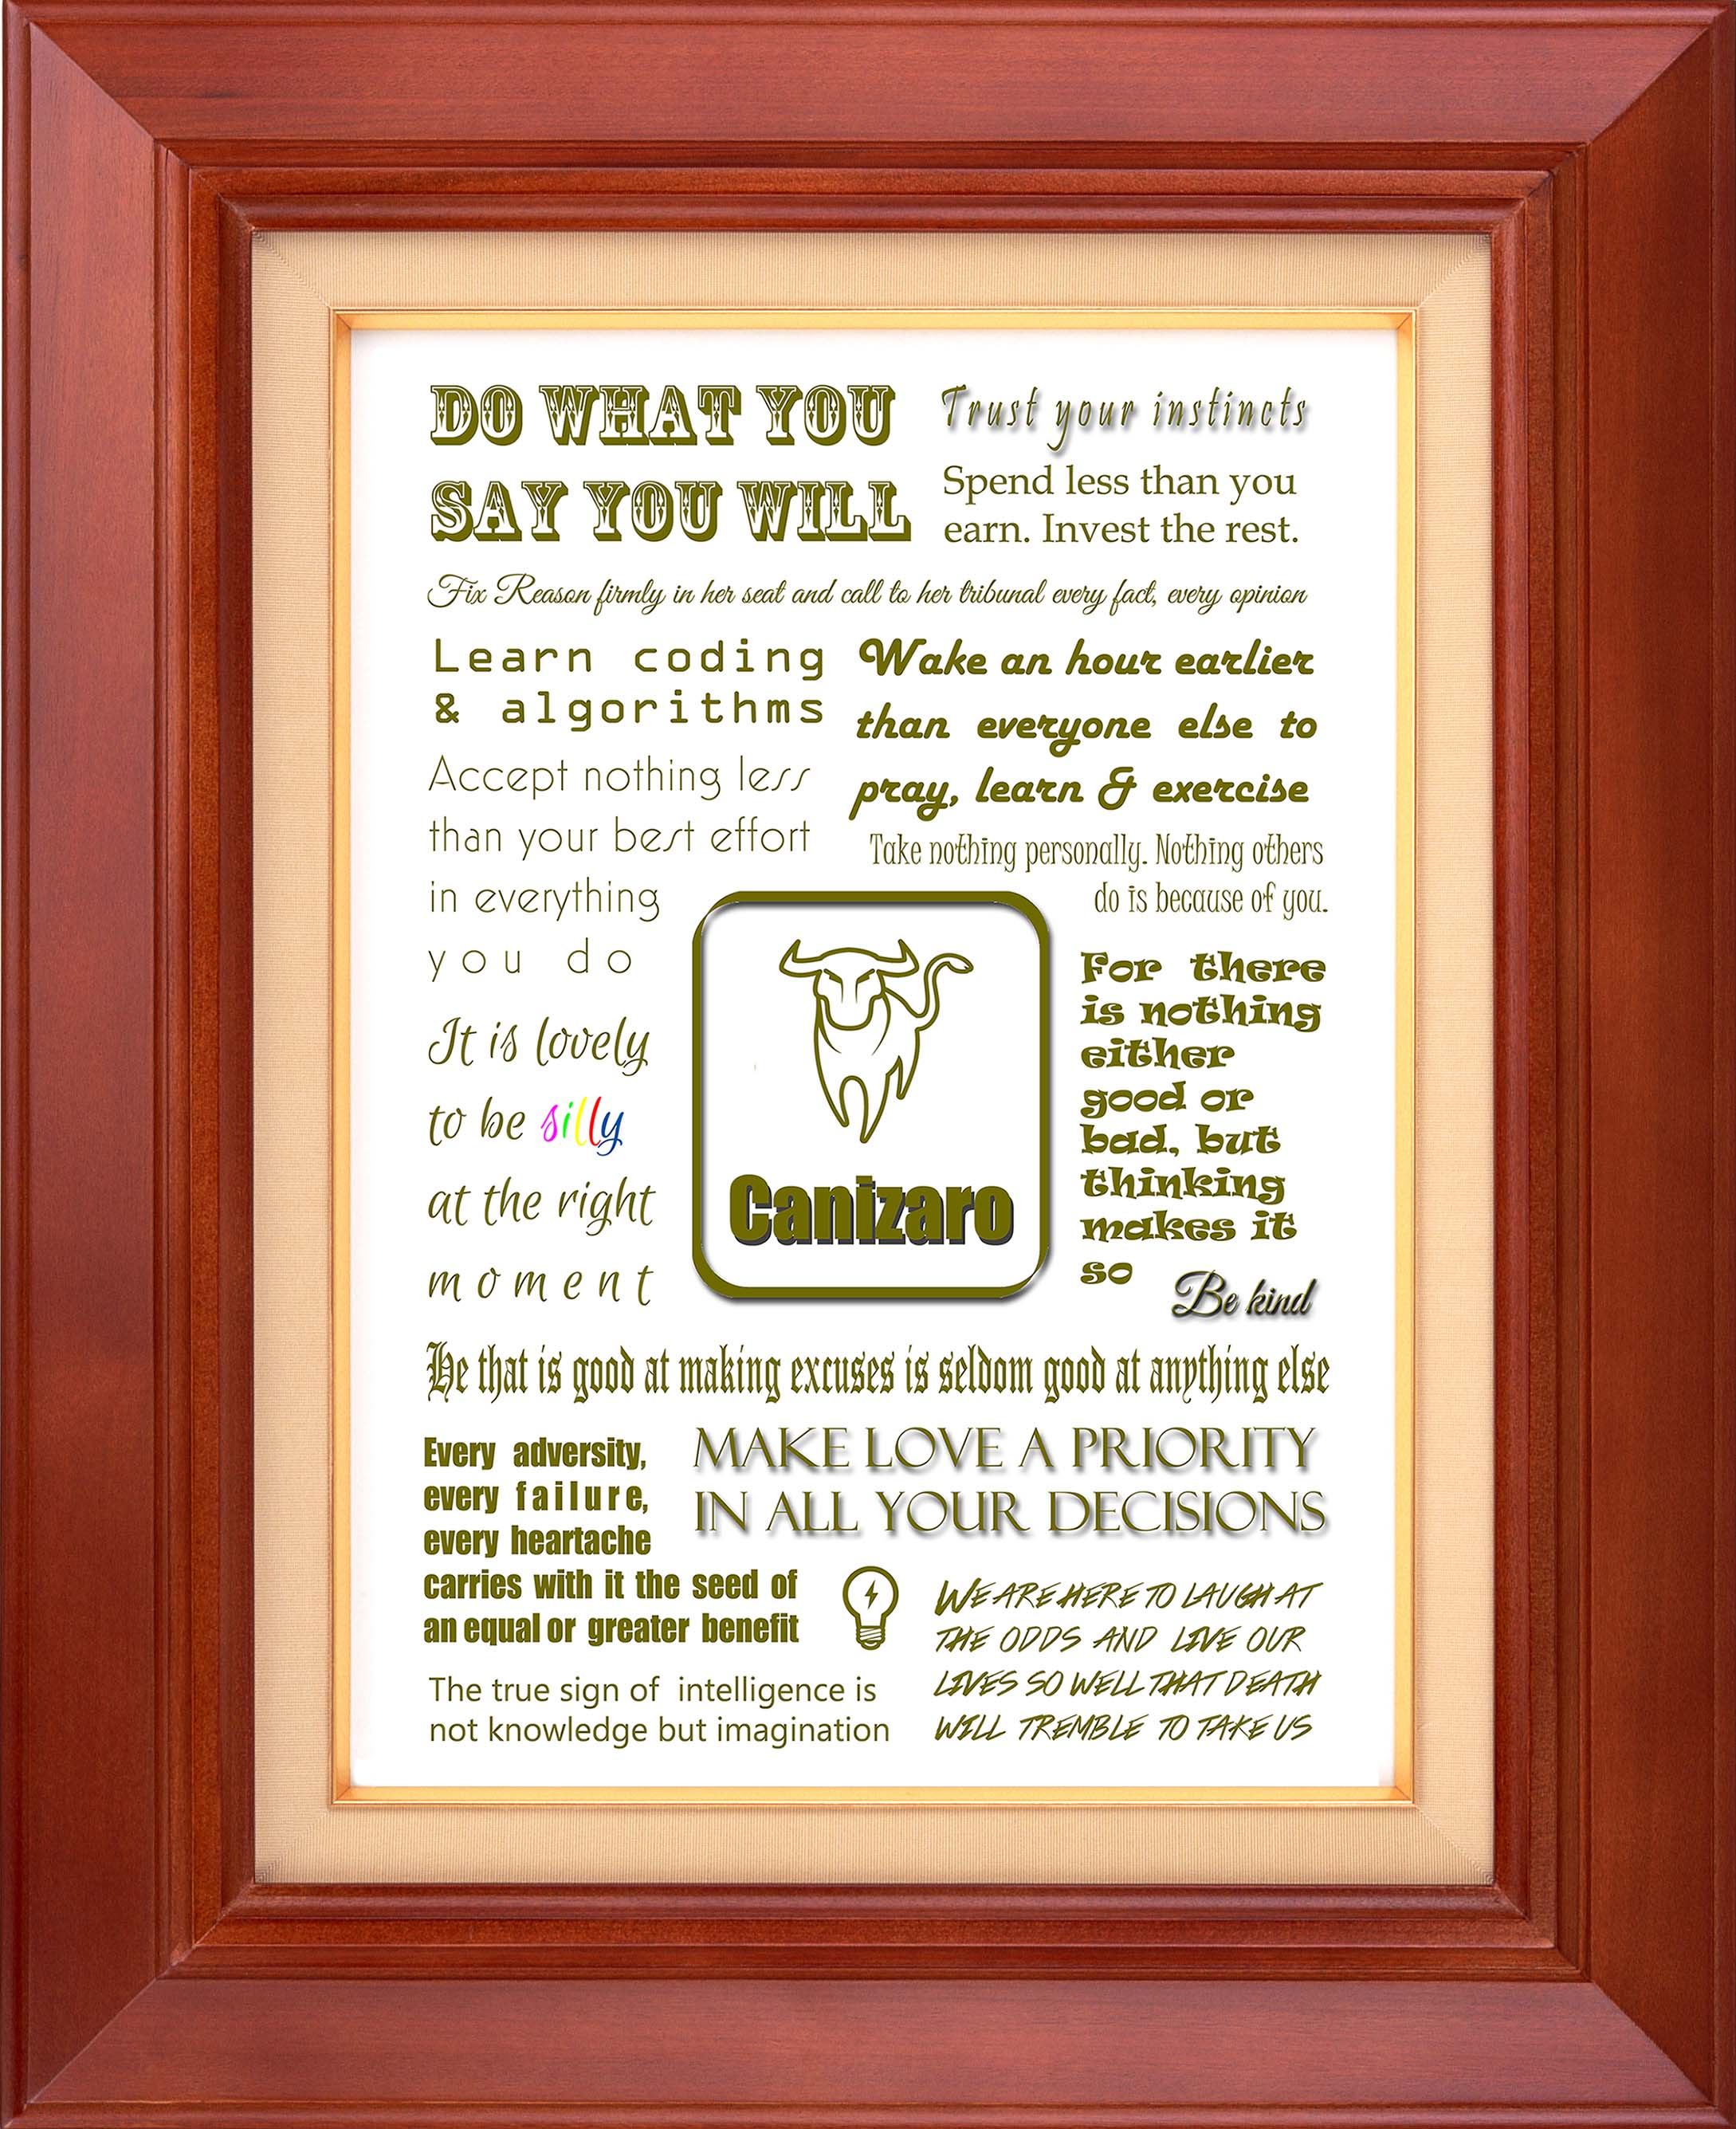 DO WHAT YOU
SAY YOU WILL
Trust your instincts
Spend less than you
earn. Invest the rest.
Fix Reason firmly in her seat and call to her tribunal every fact, every opinion
Learn coding
& algorithms
Wake an hour earlier
than everyone else to
pray, learn & exercise
Accept nothing less
than your best effort
in everything
you do
Take nothing personally. Nothing others
do is because of you.
It is lovely
to be silly
at the right
moment
Canizaro
For there
is nothing
either
good or
bad, but
thinking
makes it
so
Be kind
He that is good at making excuses is seldom good at anything else
Every adversity,
every failure,
every heartache
carries with it the seed of
an equal or greater benefit
MAKE LOVE A PRIORITY
IN ALL YOUR DECISIONS
The true sign of intelligence is
not knowledge but imagination
WE ARE HERE TO LAUGH AT
THE ODDS AND LIVE OUR
LIVES SO WELL THAT DEATH
WILL TREMBLE TO TAKE US